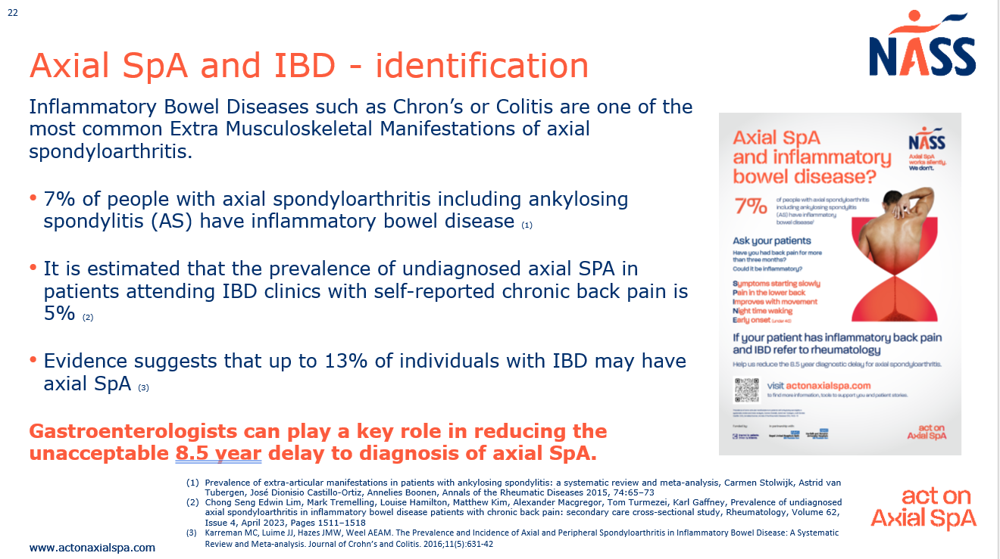 22
NASS
Axial SpA and IBD - identification
Inflammatory Bowel Diseases such as Chron’s or Colitis are one of the
most common Extra Musculoskeletal Manifestations of axial
spondyloarthritis.
• 7% of people with axial spondyloarthritis including ankylosing
spondylitis (AS) have inflammatory bowel disease (1)
• It is estimated that the prevalence of undiagnosed axial SPA in
patients attending IBD clinics with self-reported chronic back pain is
5% (2)
• Evidence suggests that up to 13% of individuals with IBD may have
axial SpA (3)
Gastroenterologists can play a key role in reducing the
unacceptable 8.5 year delay to diagnosis of axial SpA.
Axial SpA
and inflammatory
bowel disease?
NASS
Axial SpA
works silently.
We don't.
7%
of people with axial spondyloarthritis
including ankylosing spondylitis
(AS) have inflammatory
bowel disease¹
Ask your patients
Have you had back pain for more
than three months?
Could it be inflammatory?
Symptoms starting slowly
Pain in the lower back
Improves with movement
Night time waking
Early onset (under 40)
If your patient has inflammatory back pain
and IBD refer to rheumatology
Help us reduce the 8.5 year diagnostic delay for axial spondyloarthritis.
visit actonaxialspa.com
to find more information, tools to support you and patient stories.
act on
Axial SpA
(1) Prevalence of extra-articular manifestations in patients with ankylosing spondylitis: a systematic review and meta-analysis, Carmen Stolwijk, Astrid van
Tubergen, José Dionisio Castillo-Ortiz, Annelies Boonen, Annals of the Rheumatic Diseases 2015, 74:65–73
(2) Chong Seng Edwin Lim, Mark Tremelling, Louise Hamilton, Matthew Kim, Alexander Macgregor, Tom Turmezei, Karl Gaffney, Prevalence of undiagnosed
axial spondyloarthritis in inflammatory bowel disease patients with chronic back pain: secondary care cross-sectional study, Rheumatology, Volume 62,
Issue 4, April 2023, Pages 1511–1518
(3) Karreman MC, Luime JJ, Hazes JMW, Weel AEAM. The Prevalence and Incidence of Axial and Peripheral Spondyloarthritis in Inflammatory Bowel Disease: A Systematic
Review and Meta-analysis. Journal of Crohn’s and Colitis. 2016;11(5):631-42
www.actonaxialspa.com
act on
Axial SpA